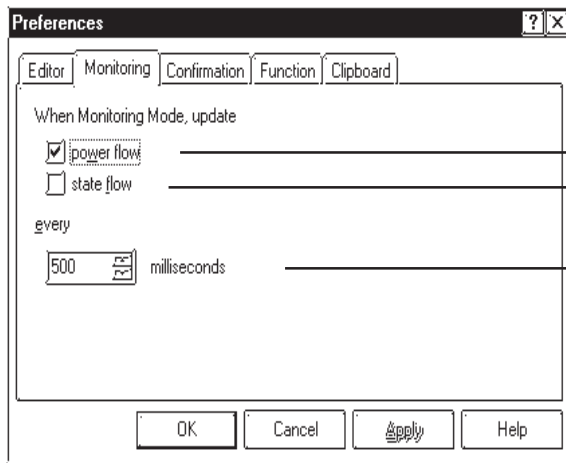 Preferences ? X
Editor Monitoring Confirmation Function Clipboard
When Monitoring Mode, update
power flow
state flow
every
500 milliseconds
OK Cancel Apply Help